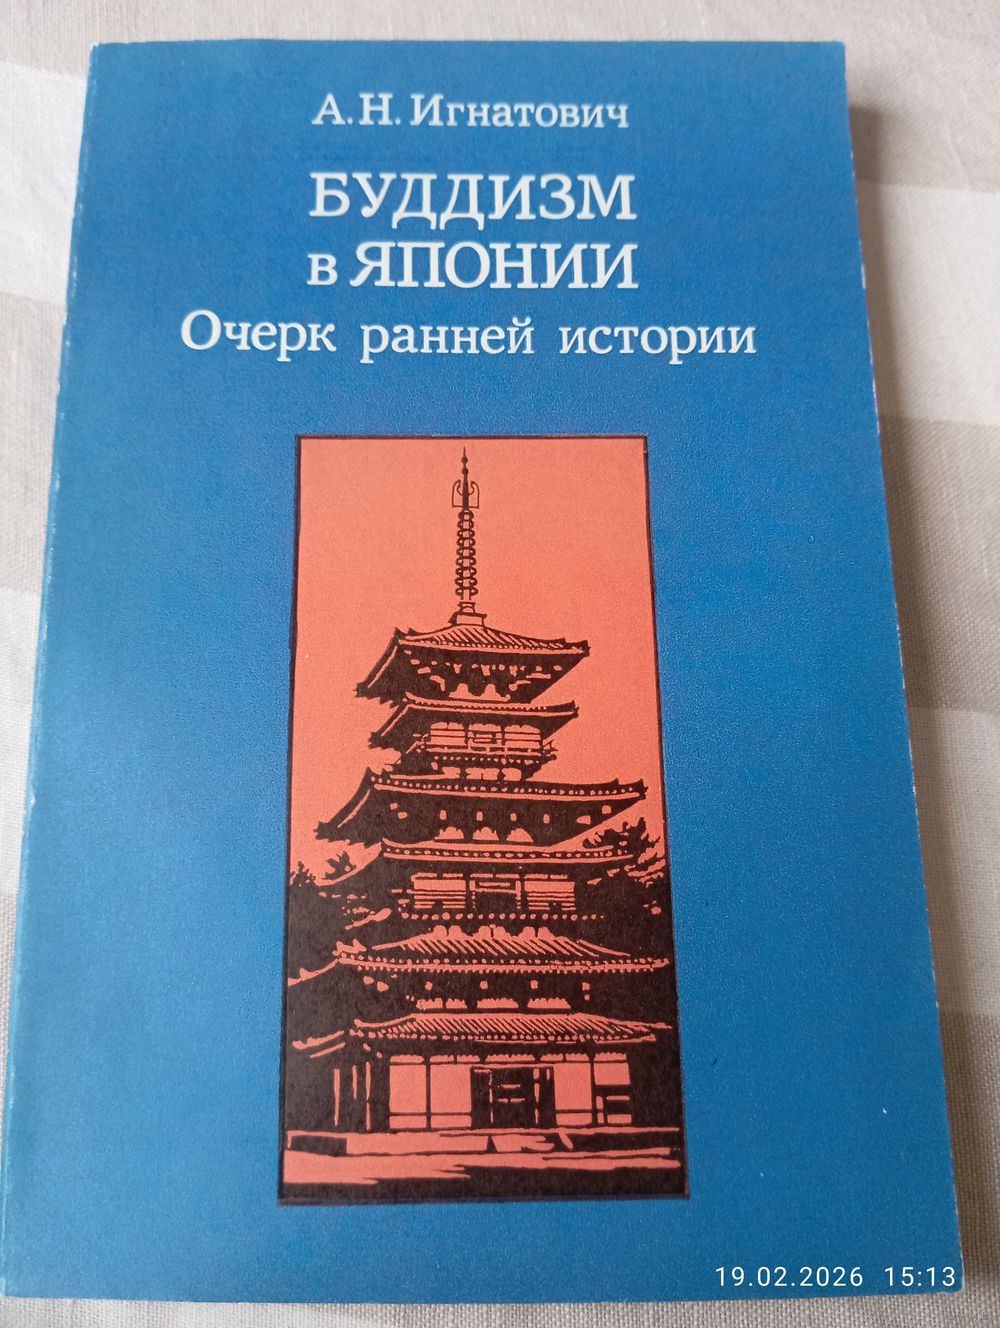 А. Н. Игнатович
БУДДИЗМ
в ЯПОНИИ
Очерк ранней истории
19.02.2026 15:13